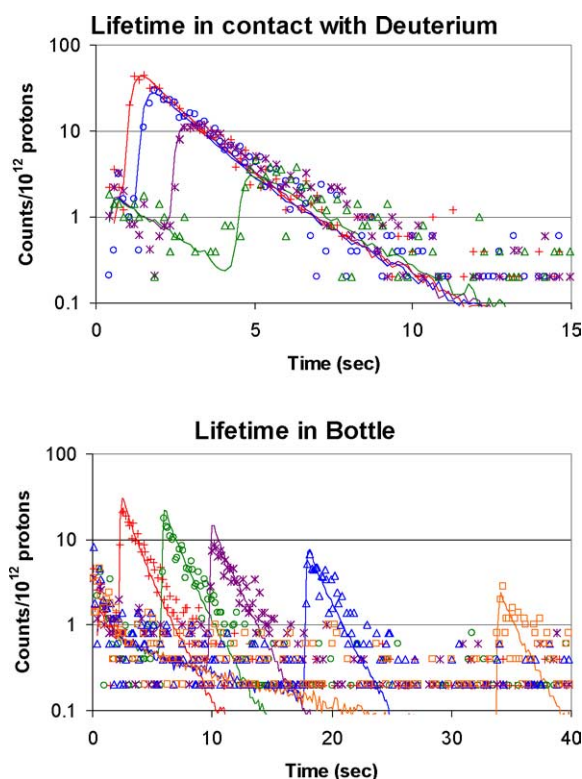 Lifetime in contact with Deuterium
100
10
1
0.1
Counts/10¹² protons
0
5
10
15
Time (sec)
Lifetime in Bottle
100
10
1
0.1
Counts/10¹² protons
0
10
20
30
40
Time (sec)